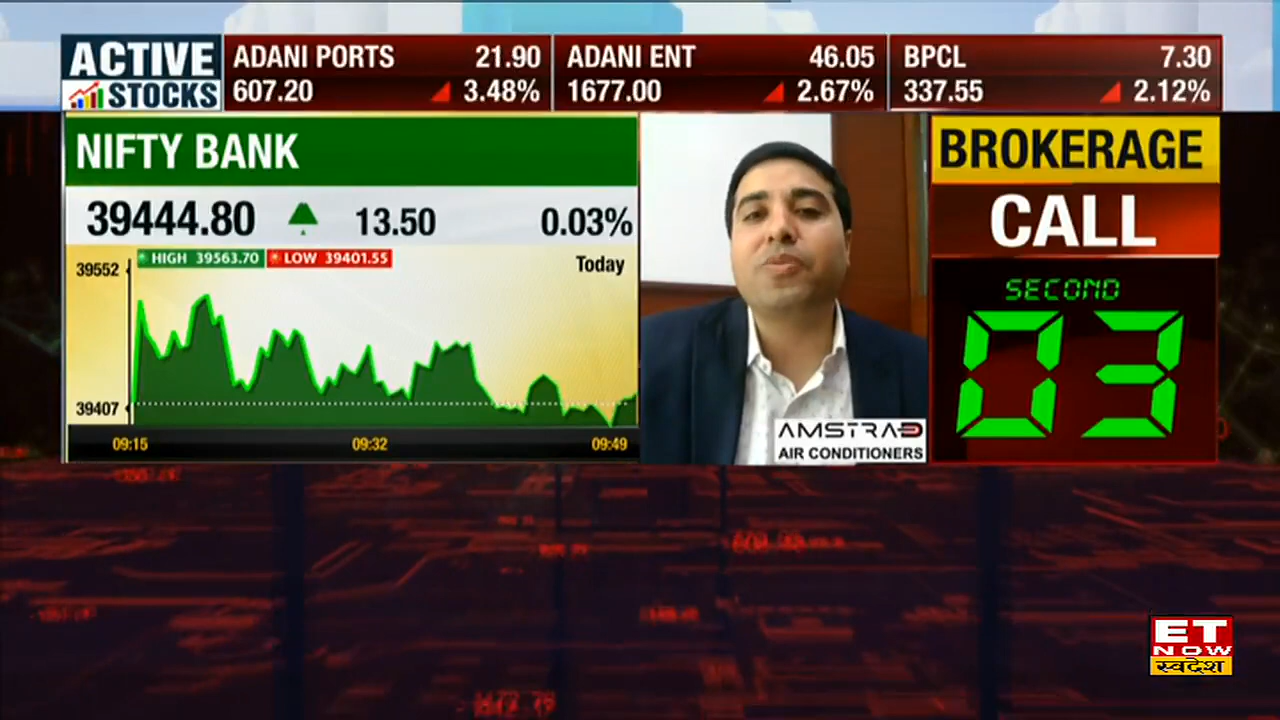 ACTIVE
STOCKS
ADANI PORTS 21.90
607.20 3.48%
ADANI ENT 46.05
1677.00 2.67%
BPCL 7.30
337.55 2.12%
NIFTY BANK
39444.80 13.50 0.03%
HIGH 39563.70 LOW 39401.55
Today
39552
39407
09:15 09:32 09:49
AMSTRAD
AIR CONDITIONERS
BROKERAGE
CALL
SECOND
03
ET
NOW
स्वदेश